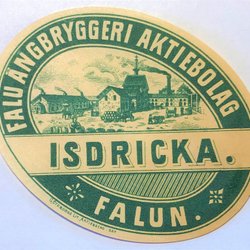 FALU ÅNGBRYGGERI AKTIEBOLAG
ISDRICKA.
FALUN.